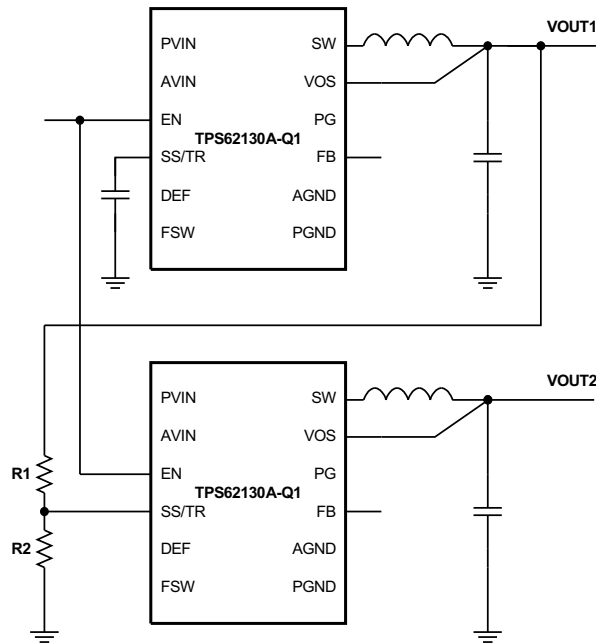 VOUT1
PVIN SW
AVIN VOS
EN PG
TPS62130A-Q1
SS/TR FB
DEF AGND
FSW PGND
VOUT2
PVIN SW
AVIN VOS
R1 EN PG
TPS62130A-Q1
SS/TR FB
R2 DEF AGND
FSW PGND